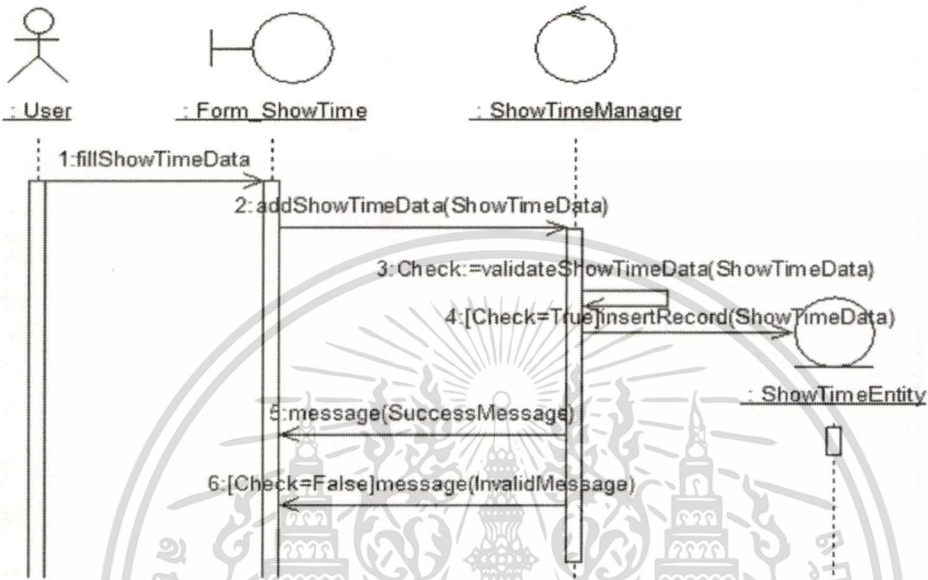 : User
: Form_ShowTime
: ShowTimeManager
1:fillShowTimeData
2:addShowTimeData(ShowTimeData)
3:Check:=validateShowTimeData(ShowTimeData)
4:[Check=True]insertRecord(ShowTimeData)
: ShowTimeEntity
5:message(SuccessMessage)
6:[Check=False]message(InvalidMessage)